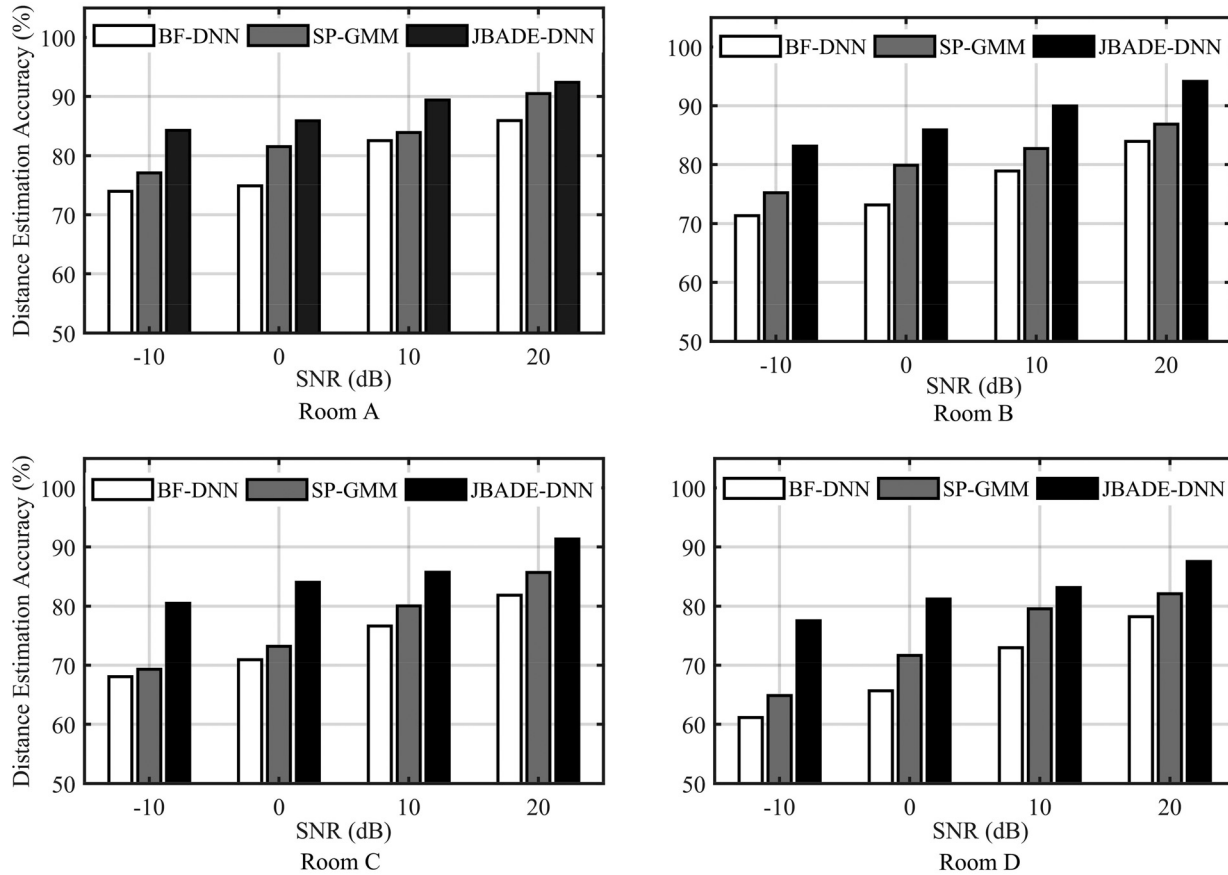 Distance Estimation Accuracy (%)
100
90
80
70
60
50
BF-DNN SP-GMM JBADE-DNN
-10 0 10 20
SNR (dB)
Room A
100
90
80
70
60
50
BF-DNN SP-GMM JBADE-DNN
-10 0 10 20
SNR (dB)
Room B
Distance Estimation Accuracy (%)
100
90
80
70
60
50
BF-DNN SP-GMM JBADE-DNN
-10 0 10 20
SNR (dB)
Room C
100
90
80
70
60
50
BF-DNN SP-GMM JBADE-DNN
-10 0 10 20
SNR (dB)
Room D